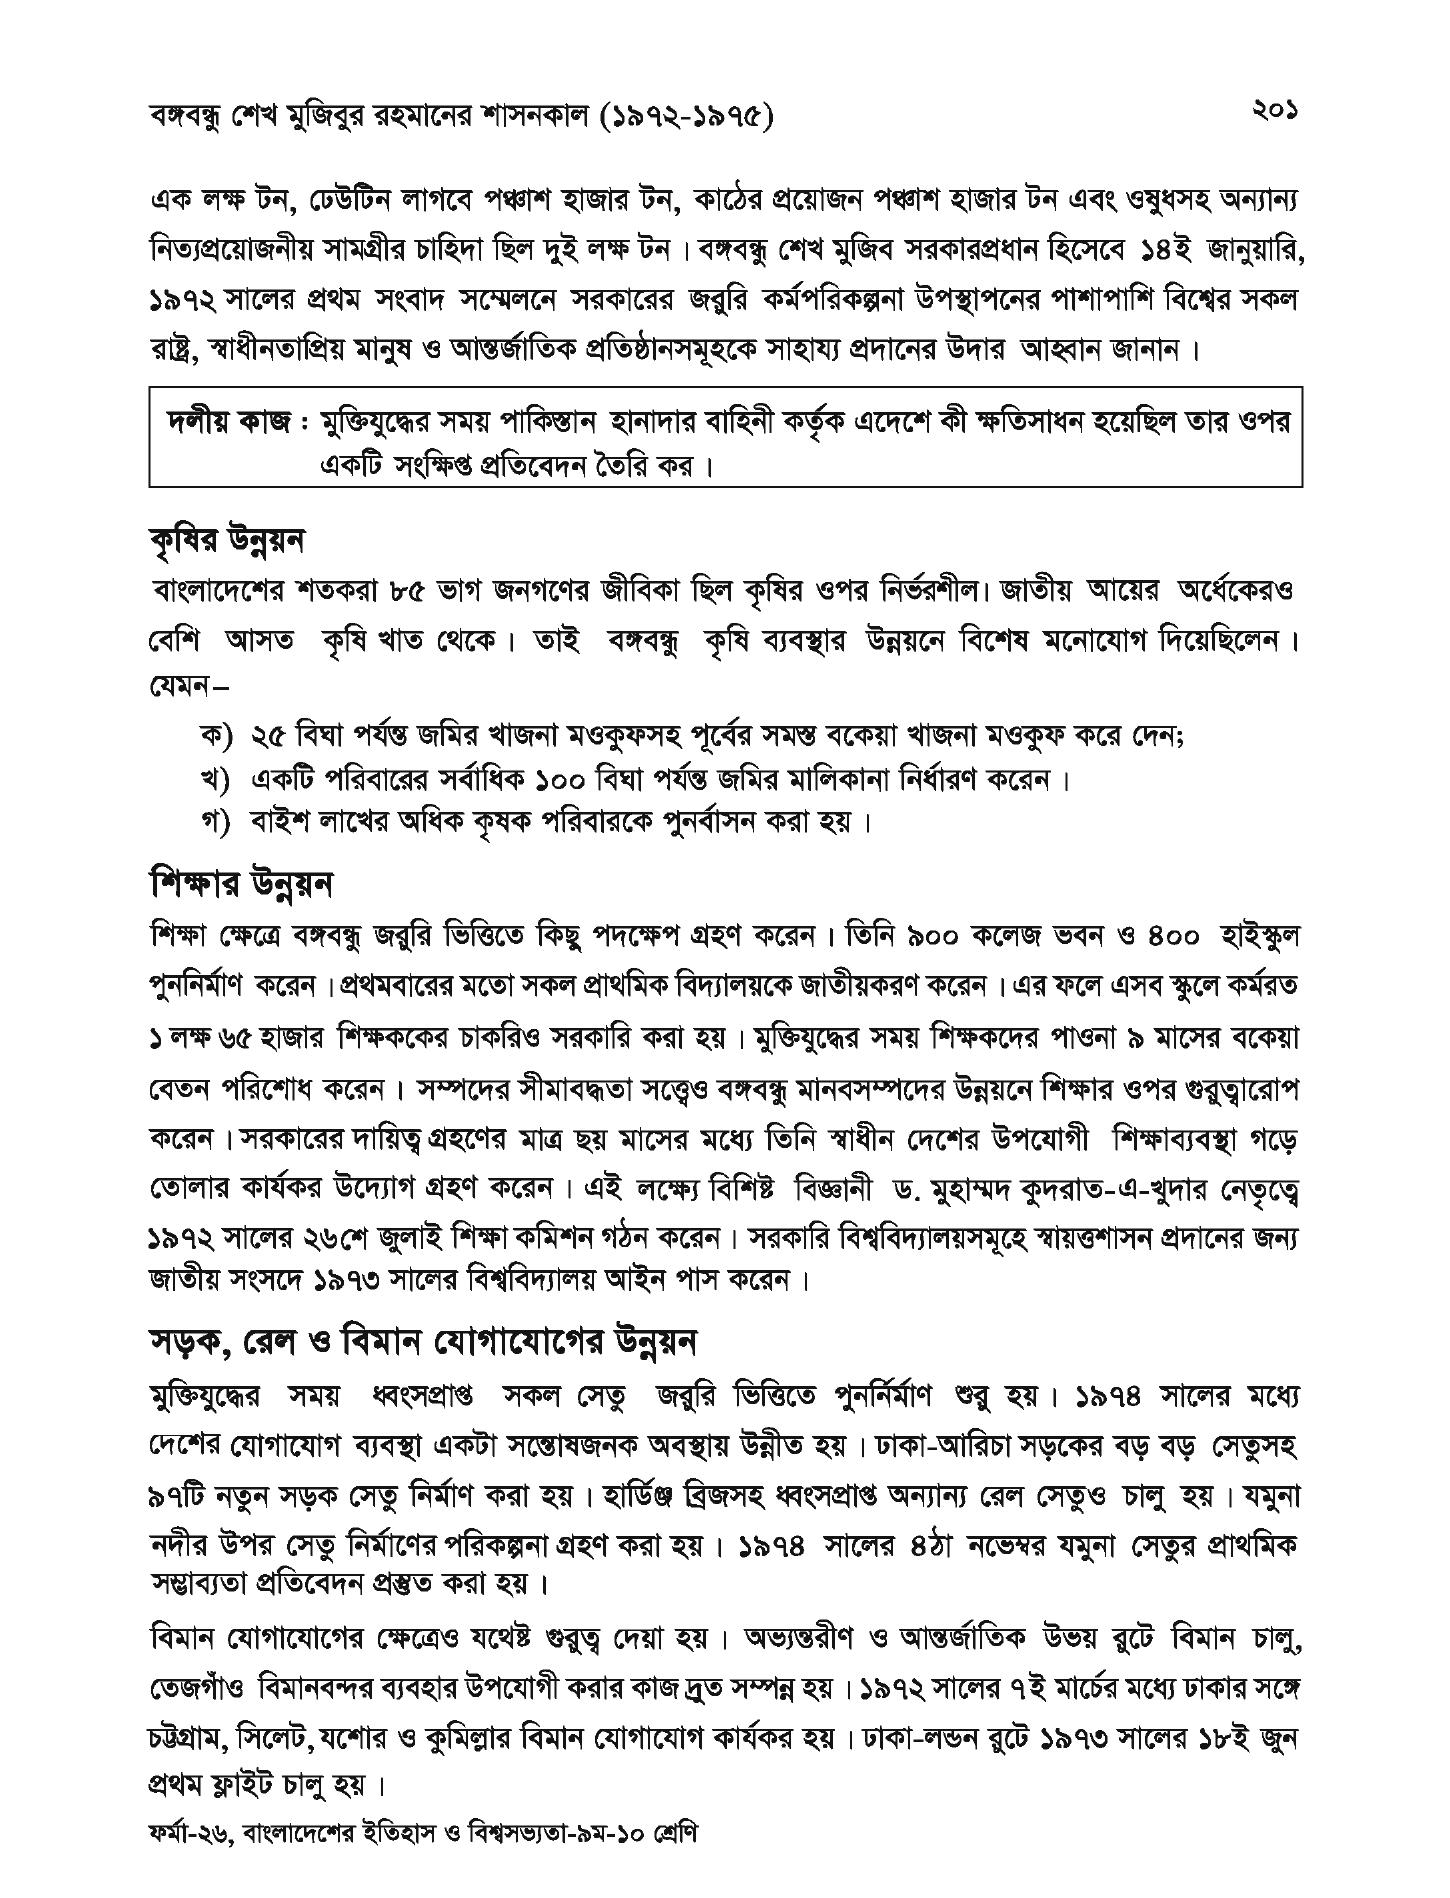 বঙ্গবন্ধু শেখ মুজিবুর রহমানের শাসনকাল (১৯৭২-১৯৭৫)
২০১
এক লক্ষ টন, ঢেউটিন লাগবে পঞ্চাশ হাজার টন, কাঠের প্রয়োজন পঞ্চাশ হাজার টন এবং ওষুধসহ অন্যান্য
নিত্যপ্রয়োজনীয় সামগ্রীর চাহিদা ছিল দুই লক্ষ টন। বঙ্গবন্ধু শেখ মুজিব সরকারপ্রধান হিসেবে ১৪ই জানুয়ারি,
১৯৭২ সালের প্রথম সংবাদ সম্মেলনে সরকারের জরুরি কর্মপরিকল্পনা উপস্থাপনের পাশাপাশি বিশ্বের সকল
রাষ্ট্র, স্বাধীনতাপ্রিয় মানুষ ও আন্তর্জাতিক প্রতিষ্ঠানসমূহকে সাহায্য প্রদানের উদার আহ্বান জানান।
দলীয় কাজ : মুক্তিযুদ্ধের সময় পাকিস্তান হানাদার বাহিনী কর্তৃক এদেশে কী ক্ষতিসাধন হয়েছিল তার ওপর
একটি সংক্ষিপ্ত প্রতিবেদন তৈরি কর।
কৃষির উন্নয়ন
বাংলাদেশের শতকরা ৮৫ ভাগ জনগণের জীবিকা ছিল কৃষির ওপর নির্ভরশীল। জাতীয় আয়ের অর্ধেকেরও
বেশি আসত কৃষি খাত থেকে। তাই বঙ্গবন্ধু কৃষি ব্যবস্থার উন্নয়নে বিশেষ মনোযোগ দিয়েছিলেন।
যেমন–
ক) ২৫ বিঘা পর্যন্ত জমির খাজনা মওকুফসহ পূর্বের সমস্ত বকেয়া খাজনা মওকুফ করে দেন;
খ) একটি পরিবারের সর্বাধিক ১০০ বিঘা পর্যন্ত জমির মালিকানা নির্ধারণ করেন।
গ) বাইশ লাখের অধিক কৃষক পরিবারকে পুনর্বাসন করা হয়।
শিক্ষার উন্নয়ন
শিক্ষা ক্ষেত্রে বঙ্গবন্ধু জরুরি ভিত্তিতে কিছু পদক্ষেপ গ্রহণ করেন। তিনি ৯০০ কলেজ ভবন ও ৪০০ হাইস্কুল
পুননির্মাণ করেন। প্রথমবারের মতো সকল প্রাথমিক বিদ্যালয়কে জাতীয়করণ করেন। এর ফলে এসব স্কুলে কর্মরত
১ লক্ষ ৬৫ হাজার শিক্ষককের চাকরিও সরকারি করা হয়। মুক্তিযুদ্ধের সময় শিক্ষকদের পাওনা ৯ মাসের বকেয়া
বেতন পরিশোধ করেন। সম্পদের সীমাবদ্ধতা সত্ত্বেও বঙ্গবন্ধু মানবসম্পদের উন্নয়নে শিক্ষার ওপর গুরুত্বারোপ
করেন। সরকারের দায়িত্ব গ্রহণের মাত্র ছয় মাসের মধ্যে তিনি স্বাধীন দেশের উপযোগী শিক্ষাব্যবস্থা গড়ে
তোলার কার্যকর উদ্যোগ গ্রহণ করেন। এই লক্ষ্যে বিশিষ্ট বিজ্ঞানী ড. মুহাম্মদ কুদরাত-এ-খুদার নেতৃত্বে
১৯৭২ সালের ২৬শে জুলাই শিক্ষা কমিশন গঠন করেন। সরকারি বিশ্ববিদ্যালয়সমূহে স্বায়ত্তশাসন প্রদানের জন্য
জাতীয় সংসদে ১৯৭৩ সালের বিশ্ববিদ্যালয় আইন পাস করেন।
সড়ক, রেল ও বিমান যোগাযোগের উন্নয়ন
মুক্তিযুদ্ধের সময় ধ্বংসপ্রাপ্ত সকল সেতু জরুরি ভিত্তিতে পুনর্নির্মাণ শুরু হয়। ১৯৭৪ সালের মধ্যে
দেশের যোগাযোগ ব্যবস্থা একটা সন্তোষজনক অবস্থায় উন্নীত হয়। ঢাকা-আরিচা সড়কের বড় বড় সেতুসহ
৯৭টি নতুন সড়ক সেতু নির্মাণ করা হয়। হার্ডিঞ্জ ব্রিজসহ ধ্বংসপ্রাপ্ত অন্যান্য রেল সেতুও চালু হয়। যমুনা
নদীর উপর সেতু নির্মাণের পরিকল্পনা গ্রহণ করা হয়। ১৯৭৪ সালের ৪ঠা নভেম্বর যমুনা সেতুর প্রাথমিক
সম্ভাব্যতা প্রতিবেদন প্রস্তুত করা হয়।
বিমান যোগাযোগের ক্ষেত্রেও যথেষ্ট গুরুত্ব দেয়া হয়। অভ্যন্তরীণ ও আন্তর্জাতিক উভয় রুটে বিমান চালু,
তেজগাঁও বিমানবন্দর ব্যবহার উপযোগী করার কাজ দ্রুত সম্পন্ন হয়। ১৯৭২ সালের ৭ই মার্চের মধ্যে ঢাকার সঙ্গে
চট্টগ্রাম, সিলেট, যশোর ও কুমিল্লার বিমান যোগাযোগ কার্যকর হয়। ঢাকা-লন্ডন রুটে ১৯৭৩ সালের ১৮ই জুন
প্রথম ফ্লাইট চালু হয়।
ফর্মা-২৬, বাংলাদেশের ইতিহাস ও বিশ্বসভ্যতা-৯ম-১০ শ্রেণি